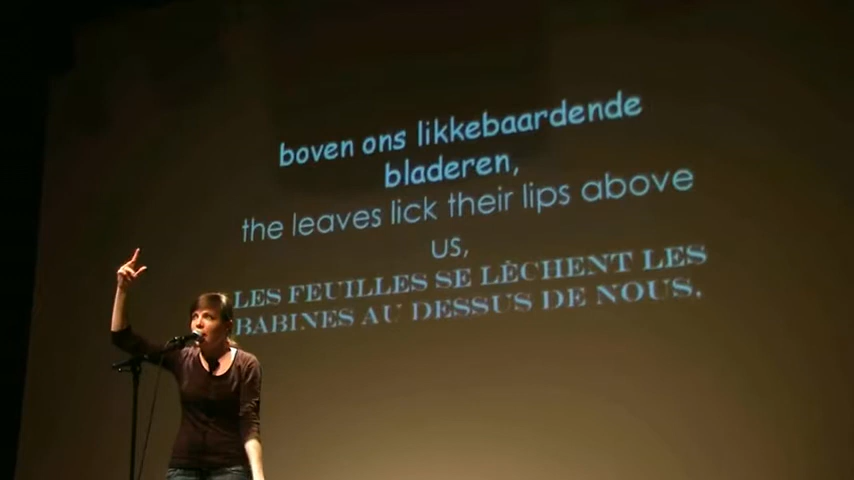 boven ons likkebaardende
bladeren,
the leaves lick their lips above
us,
LES FEUILLES SE LÈCHENT LES
BABINES AU DESSUS DE NOUS,